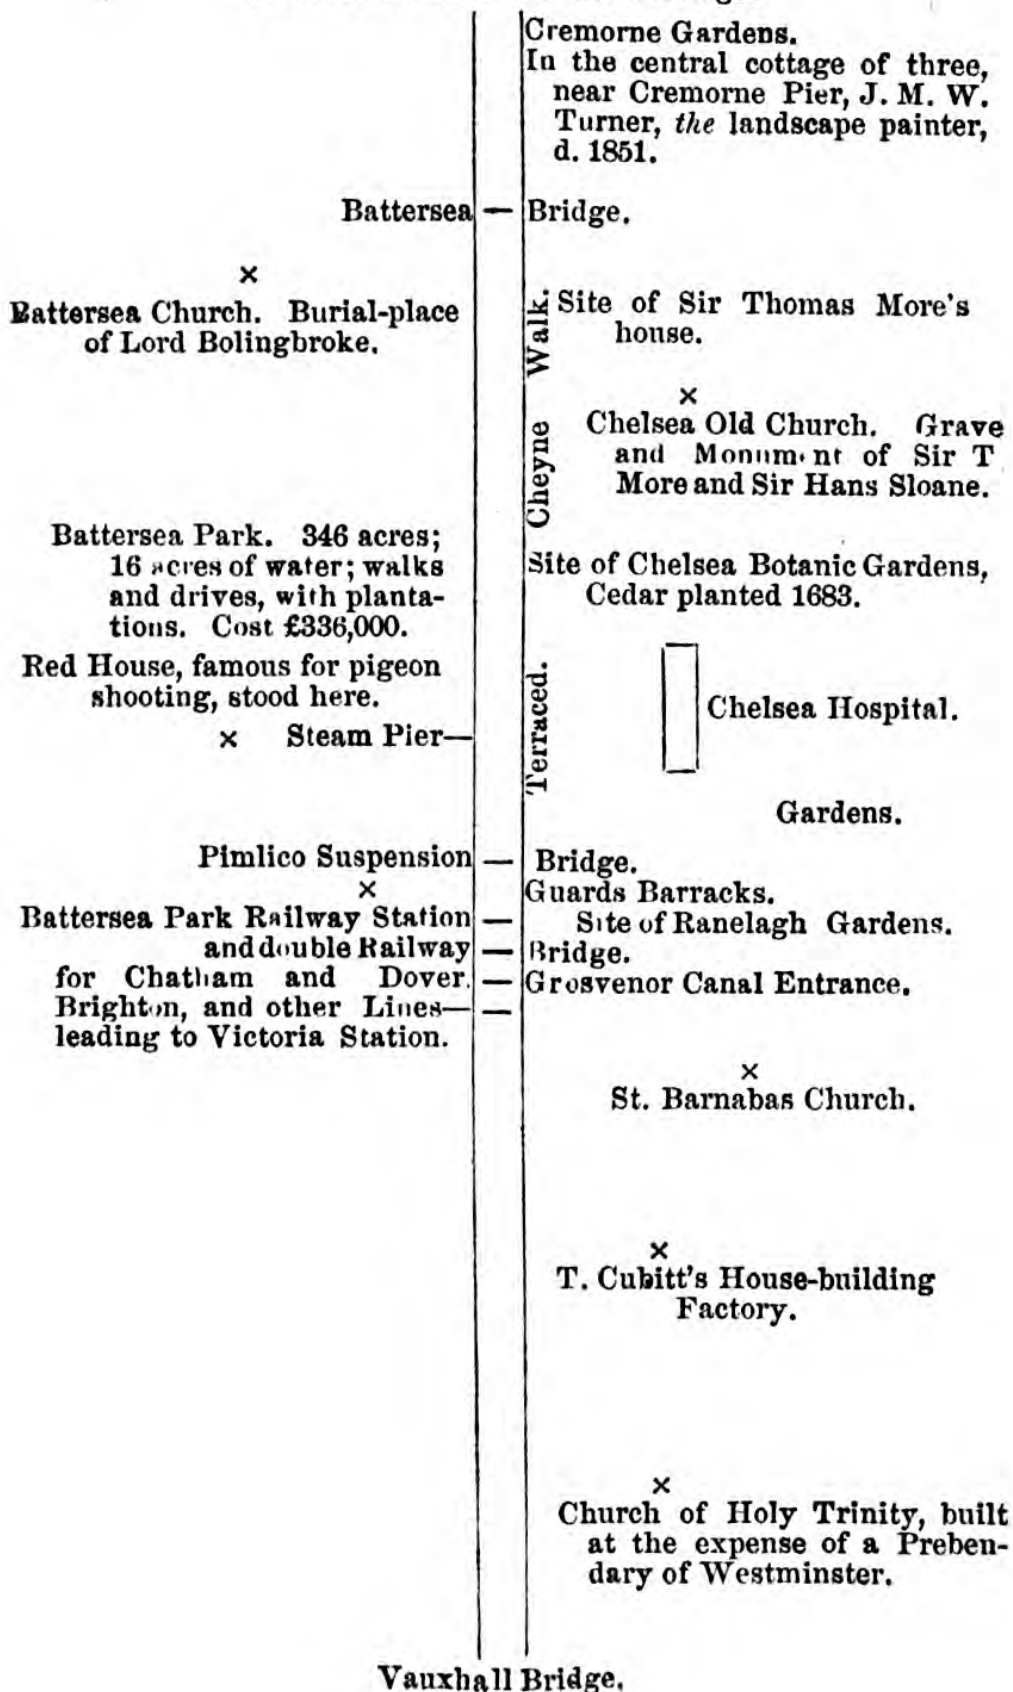 Cremorne Gardens.
In the central cottage of three,
near Cremorne Pier, J. M. W.
Turner, the landscape painter,
d. 1851.
Battersea — Bridge.
×
Battersea Church. Burial-place
of Lord Bolingbroke.
Cheyne Walk.
Site of Sir Thomas More's
house.
×
Chelsea Old Church. Grave
and Monument of Sir T
More and Sir Hans Sloane.
Battersea Park. 346 acres;
16 acres of water; walks
and drives, with planta-
tions. Cost £336,000.
Site of Chelsea Botanic Gardens,
Cedar planted 1683.
Red House, famous for pigeon
shooting, stood here.
× Steam Pier—
Terraced.
Chelsea Hospital.
Gardens.
Pimlico Suspension — Bridge.
×
Guards Barracks.
Battersea Park Railway Station —
Site of Ranelagh Gardens.
and double Railway — Bridge.
for Chatham and Dover. — Grosvenor Canal Entrance.
Brighton, and other Lines— —
leading to Victoria Station.
×
St. Barnabas Church.
×
T. Cubitt's House-building
Factory.
×
Church of Holy Trinity, built
at the expense of a Preben-
dary of Westminster.
Vauxhall Bridge.